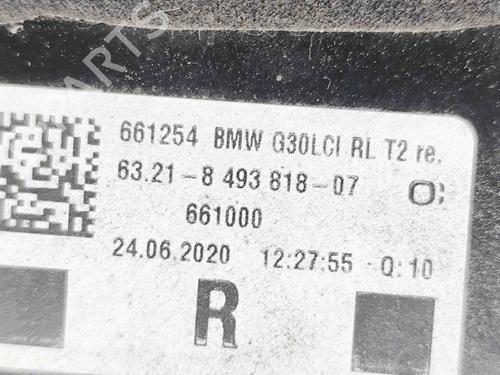 PARTS
661254 BMW G30LCI RL T2 re.
63.21-8 493 818-07
661000
24.06.2020 12:27:55 Q:10
R